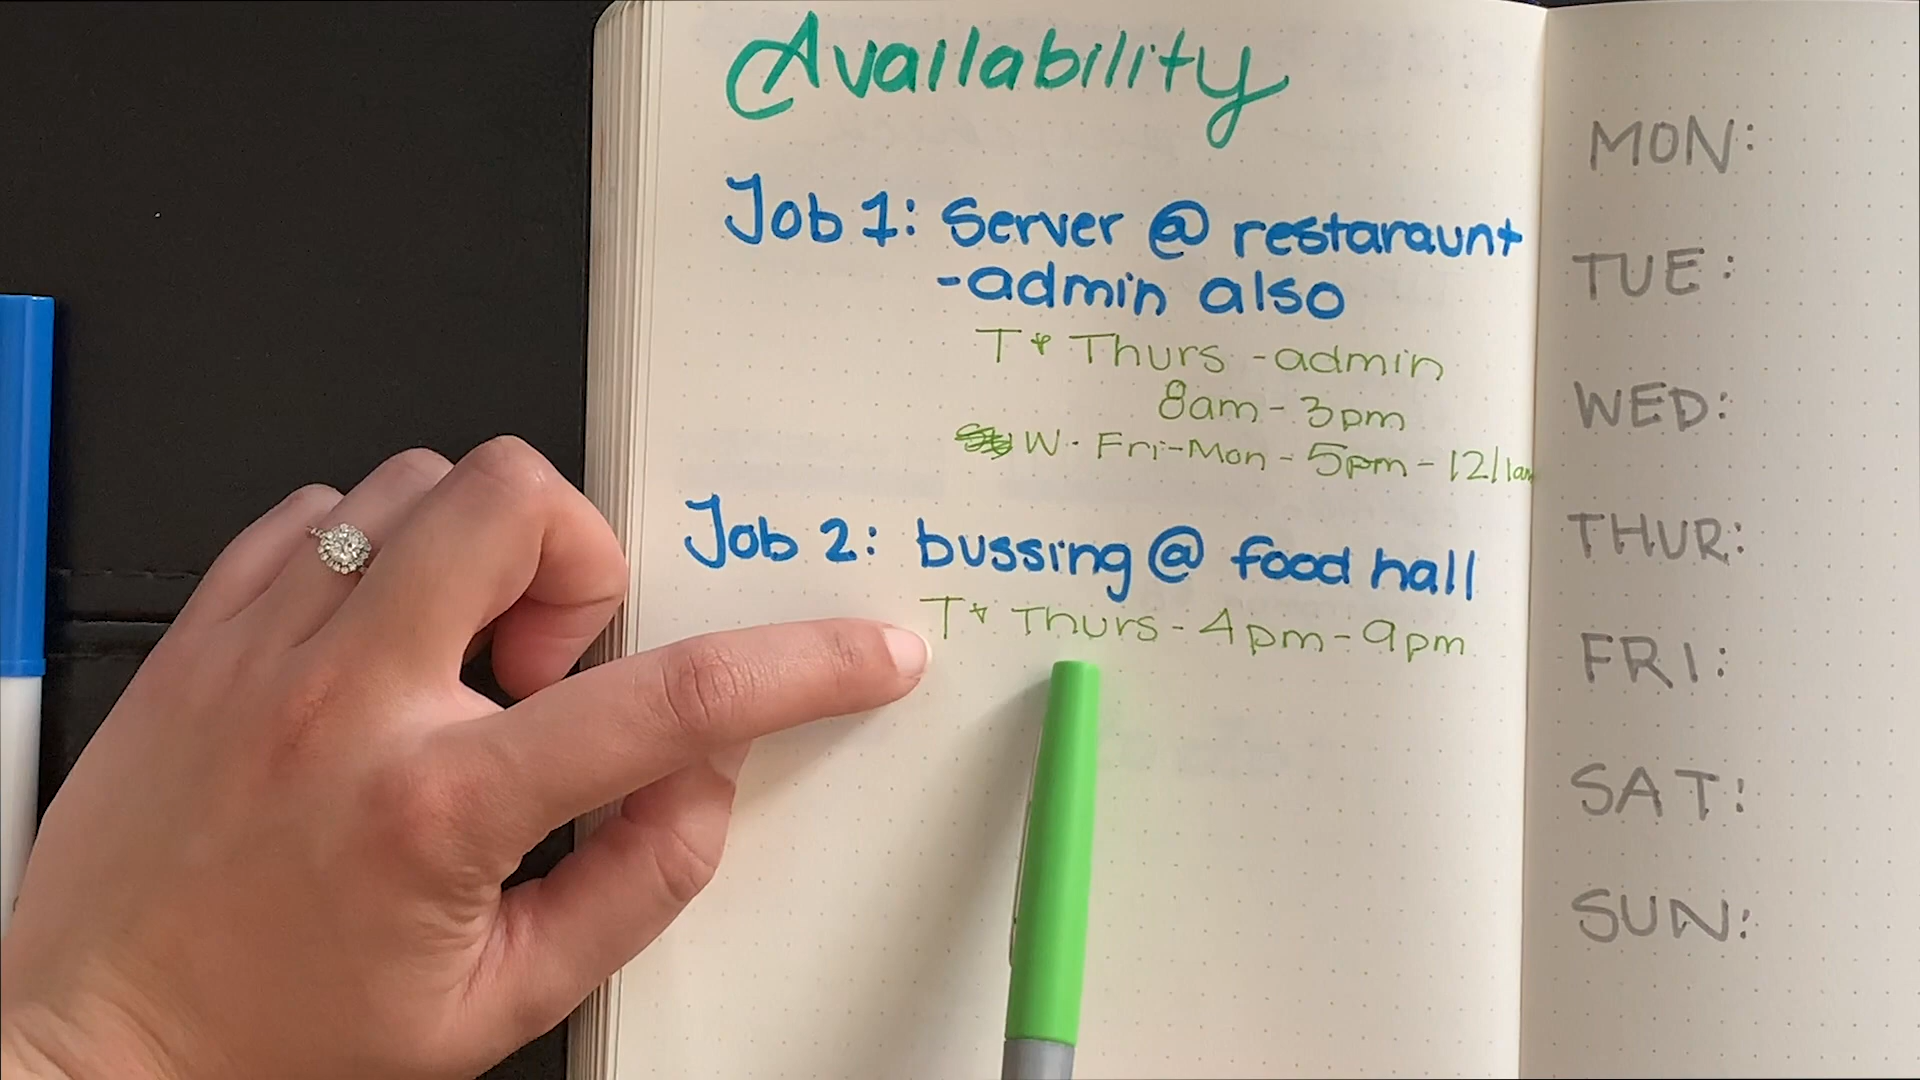 Availability
Job 1: Server @ restaraunt
-admin also
T & Thurs - admin
8am - 3pm
W - Fri-Mon - 5pm - 12/1am
Job 2: bussing @ food hall
T & Thurs - 4pm - 9pm
MON:
TUE:
WED:
THUR:
FRI:
SAT:
SUN: